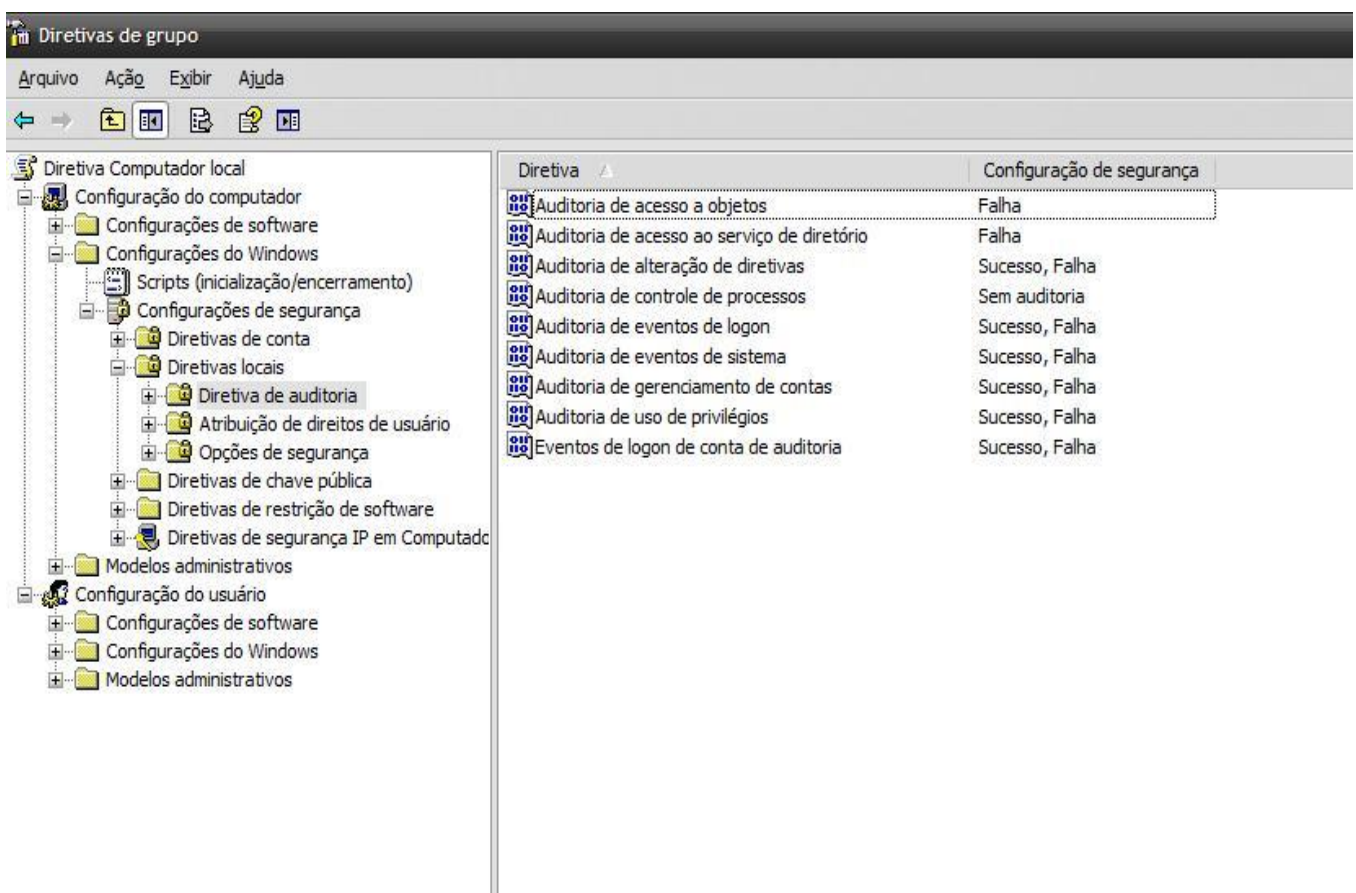 Diretivas de grupo
Arquivo Ação Exibir Ajuda
Diretiva Computador local
Configuração do computador
Configurações de software
Configurações do Windows
Scripts (inicialização/encerramento)
Configurações de segurança
Diretivas de conta
Diretivas locais
Diretiva de auditoria
Atribuição de direitos de usuário
Opções de segurança
Diretivas de chave pública
Diretivas de restrição de software
Diretivas de segurança IP em Computado
Modelos administrativos
Configuração do usuário
Configurações de software
Configurações do Windows
Modelos administrativos
Diretiva Configuração de segurança
Auditoria de acesso a objetos Falha
Auditoria de acesso ao serviço de diretório Falha
Auditoria de alteração de diretivas Sucesso, Falha
Auditoria de controle de processos Sem auditoria
Auditoria de eventos de logon Sucesso, Falha
Auditoria de eventos de sistema Sucesso, Falha
Auditoria de gerenciamento de contas Sucesso, Falha
Auditoria de uso de privilégios Sucesso, Falha
Eventos de logon de conta de auditoria Sucesso, Falha